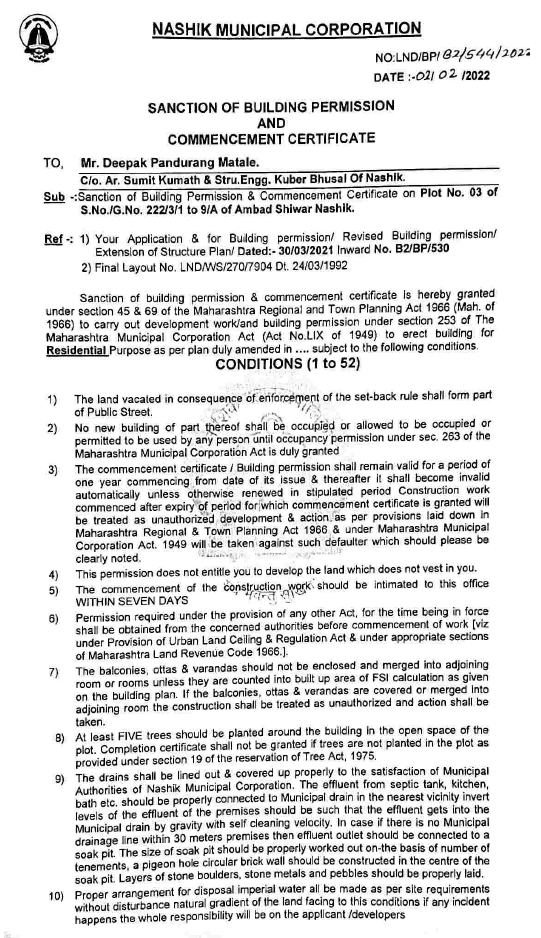 NASHIK MUNICIPAL CORPORATION
NO:LND/BP/ B2/544/2022
DATE :- 02/ 02 /2022
SANCTION OF BUILDING PERMISSION
AND
COMMENCEMENT CERTIFICATE
TO, Mr. Deepak Pandurang Matale.
C/o. Ar. Sumit Kumath & Stru.Engg. Kuber Bhusal Of Nashik.
Sub -:Sanction of Building Permission & Commencement Certificate on Plot No. 03 of
S.No./G.No. 222/3/1 to 9/A of Ambad Shiwar Nashik.
Ref -: 1) Your Application & for Building permission/ Revised Building permission/
Extension of Structure Plan/ Dated:- 30/03/2021 Inward No. B2/BP/530
2) Final Layout No. LND/WS/270/7904 Dt. 24/03/1992
Sanction of building permission & commencement certificate is hereby granted
under section 45 & 69 of the Maharashtra Regional and Town Planning Act 1966 (Mah. of
1966) to carry out development work/and building permission under section 253 of The
Maharashtra Municipal Corporation Act (Act No.LIX of 1949) to erect building for
Residential Purpose as per plan duly amended in .... subject to the following conditions.
CONDITIONS (1 to 52)
1) The land vacated in consequence of enforcement of the set-back rule shall form part
of Public Street.
2) No new building of part thereof shall be occupied or allowed to be occupied or
permitted to be used by any person until occupancy permission under sec. 263 of the
Maharashtra Municipal Corporation Act is duly granted
3) The commencement certificate / Building permission shall remain valid for a period of
one year commencing from date of its issue & thereafter it shall become invalid
automatically unless otherwise renewed in stipulated period Construction work
commenced after expiry of period for which commencement certificate is granted will
be treated as unauthorized development & action as per provisions laid down in
Maharashtra Regional & Town Planning Act 1966 & under Maharashtra Municipal
Corporation Act. 1949 will be taken against such defaulter which should please be
clearly noted.
4) This permission does not entitle you to develop the land which does not vest in you.
5) The commencement of the construction work should be intimated to this office
WITHIN SEVEN DAYS
6) Permission required under the provision of any other Act, for the time being in force
shall be obtained from the concerned authorities before commencement of work [viz
under Provision of Urban Land Ceiling & Regulation Act & under appropriate sections
of Maharashtra Land Revenue Code 1966.].
7) The balconies, ottas & varandas should not be enclosed and merged into adjoining
room or rooms unless they are counted into built up area of FSI calculation as given
on the building plan. If the balconies, ottas & verandas are covered or merged into
adjoining room the construction shall be treated as unauthorized and action shall be
taken.
8) At least FIVE trees should be planted around the building in the open space of the
plot. Completion certificate shall not be granted if trees are not planted in the plot as
provided under section 19 of the reservation of Tree Act, 1975.
9) The drains shall be lined out & covered up properly to the satisfaction of Municipal
Authorities of Nashik Municipal Corporation. The effluent from septic tank, kitchen,
bath etc. should be properly connected to Municipal drain in the nearest vicinity invert
levels of the effluent of the premises should be such that the effluent gets into the
Municipal drain by gravity with self cleaning velocity. In case if there is no Municipal
drainage line within 30 meters premises then effluent outlet should be connected to a
soak pit. The size of soak pit should be properly worked out on-the basis of number of
tenements, a pigeon hole circular brick wall should be constructed in the centre of the
soak pit. Layers of stone boulders, stone metals and pebbles should be properly laid.
10) Proper arrangement for disposal imperial water all be made as per site requirements
without disturbance natural gradient of the land facing to this conditions if any incident
happens the whole responsibility will be on the applicant /developers